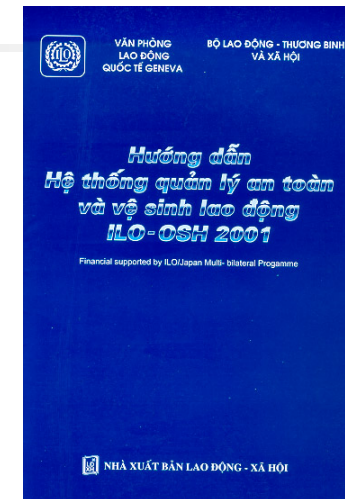 ILO
VĂN PHÒNG
LAO ĐỘNG
QUỐC TẾ GENEVA
BỘ LAO ĐỘNG - THƯƠNG BINH
VÀ XÃ HỘI
Hướng dẫn
Hệ thống quản lý an toàn
và vệ sinh lao động
ILO - OSH 2001
Financial supported by ILO/Japan Multi- bilateral Progamme
NHÀ XUẤT BẢN LAO ĐỘNG - XÃ HỘI